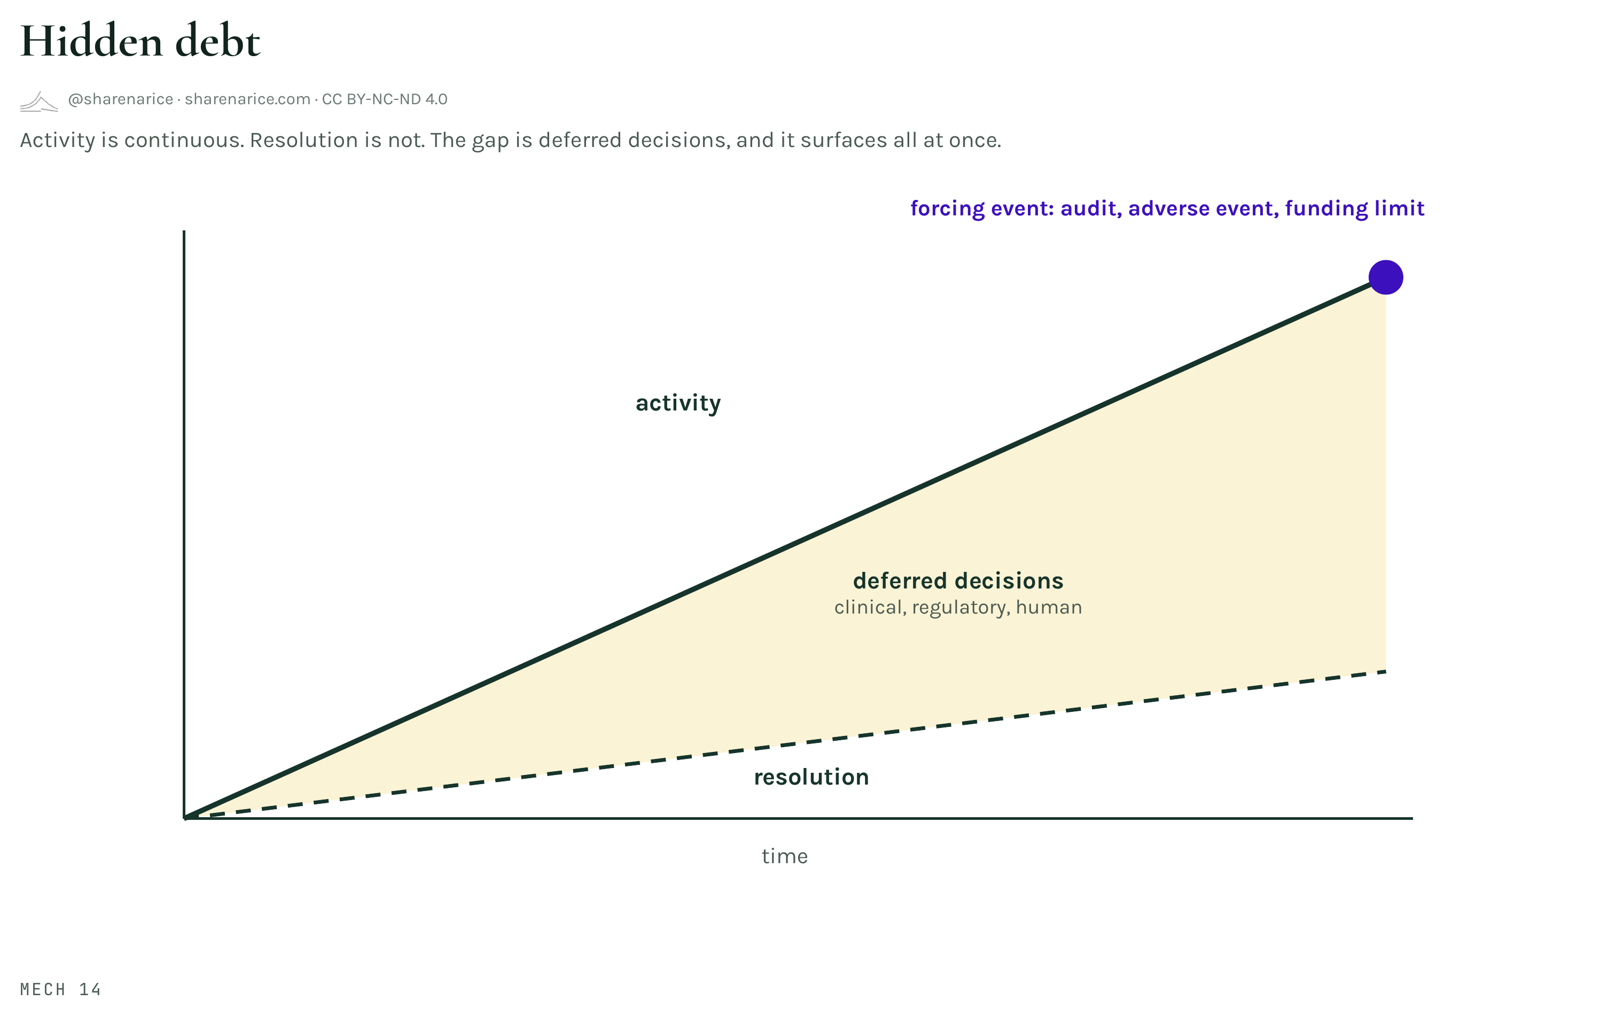 Hidden debt
@sharenarice · sharenarice.com · CC BY-NC-ND 4.0
Activity is continuous. Resolution is not. The gap is deferred decisions, and it surfaces all at once.
forcing event: audit, adverse event, funding limit
activity
deferred decisions
clinical, regulatory, human
resolution
time
MECH 14